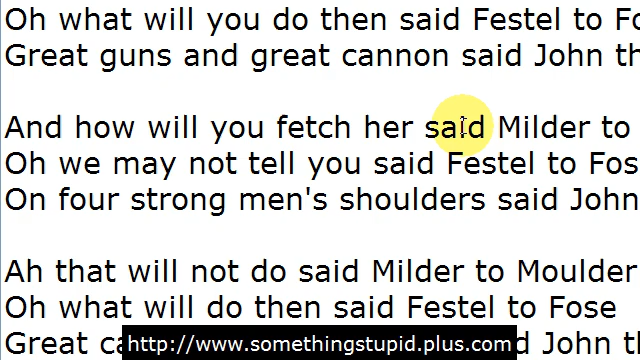 Oh what will you do then said Festel to Fo
Great guns and great cannon said John th
And how will you fetch her said Milder to
Oh we may not tell you said Festel to Fos
On four strong men's shoulders said John
Ah that will not do said Milder to Moulder
Oh what will do then said Festel to Fose
Great ca d John th
http://www.somethingstupid.plus.com